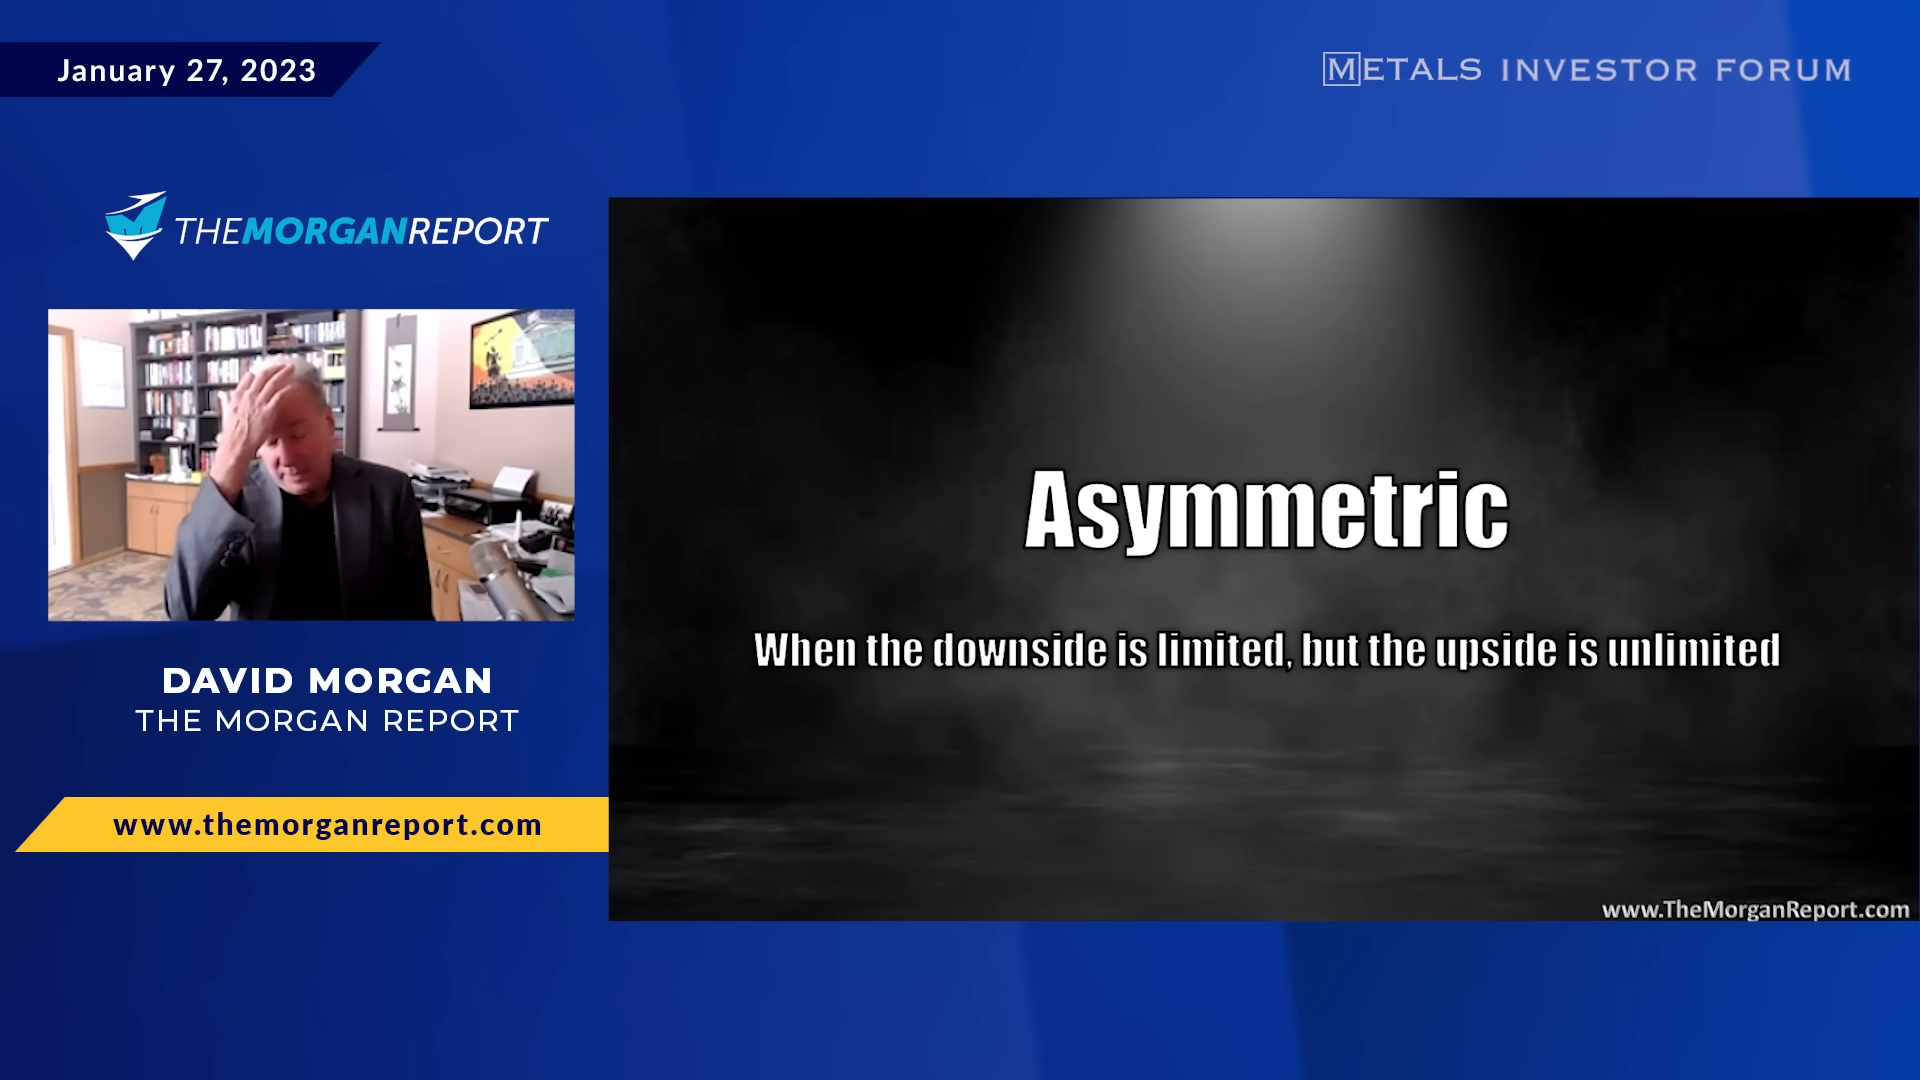 January 27, 2023
METALS INVESTOR FORUM
THEMORGANREPORT
Asymmetric
When the downside is limited, but the upside is unlimited
DAVID MORGAN
THE MORGAN REPORT
www.themorganreport.com
www.TheMorganReport.com